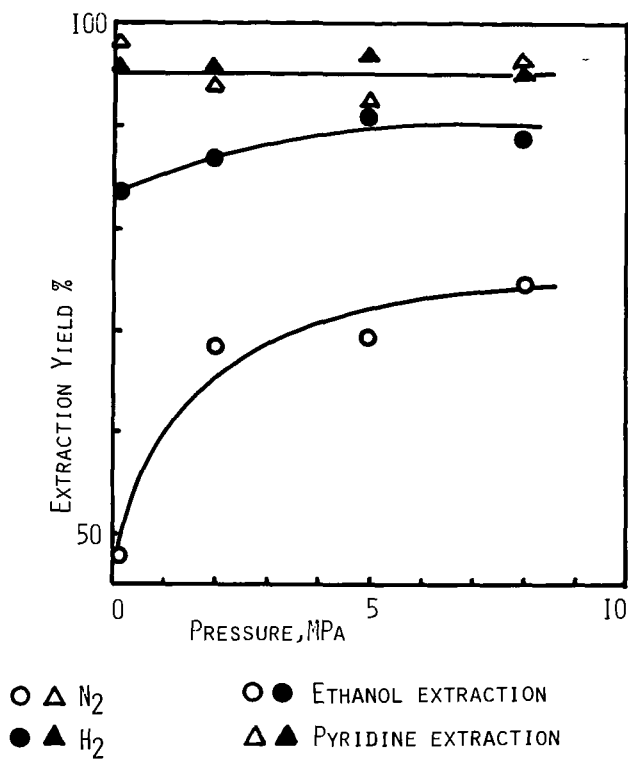 100
EXTRACTION YIELD %
50
0 5 10
PRESSURE, MPA
N2 ETHANOL EXTRACTION
H2 PYRIDINE EXTRACTION